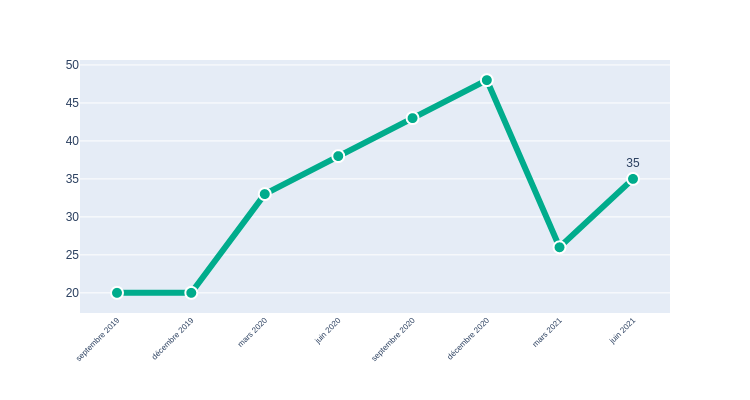 50
45
40
35
30
25
20
35
septembre 2019
décembre 2019
mars 2020
juin 2020
septembre 2020
décembre 2020
mars 2021
juin 2021